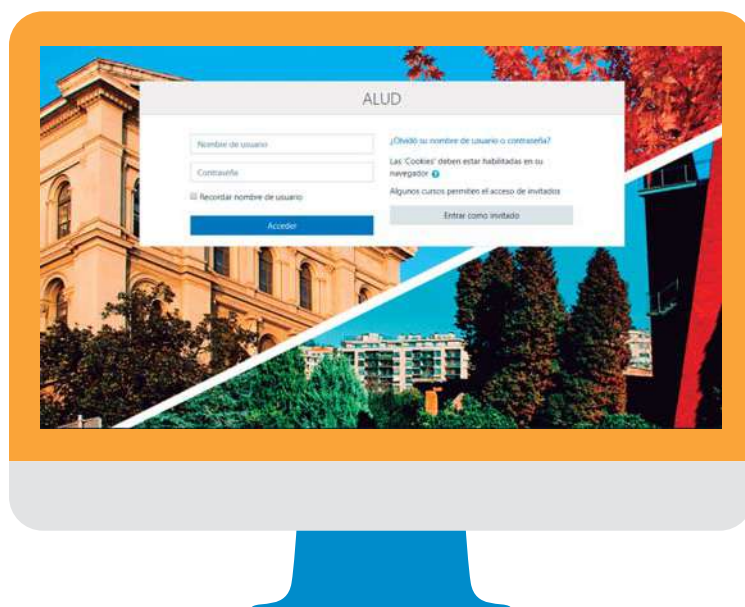 ALUD
Nombre de usuario
Contraseña
Recordar nombre de usuario
Acceder
¿Olvidó su nombre de usuario o contraseña?
Las 'Cookies' deben estar habilitadas en su
navegador
Algunos cursos permiten el acceso de invitados
Entrar como invitado